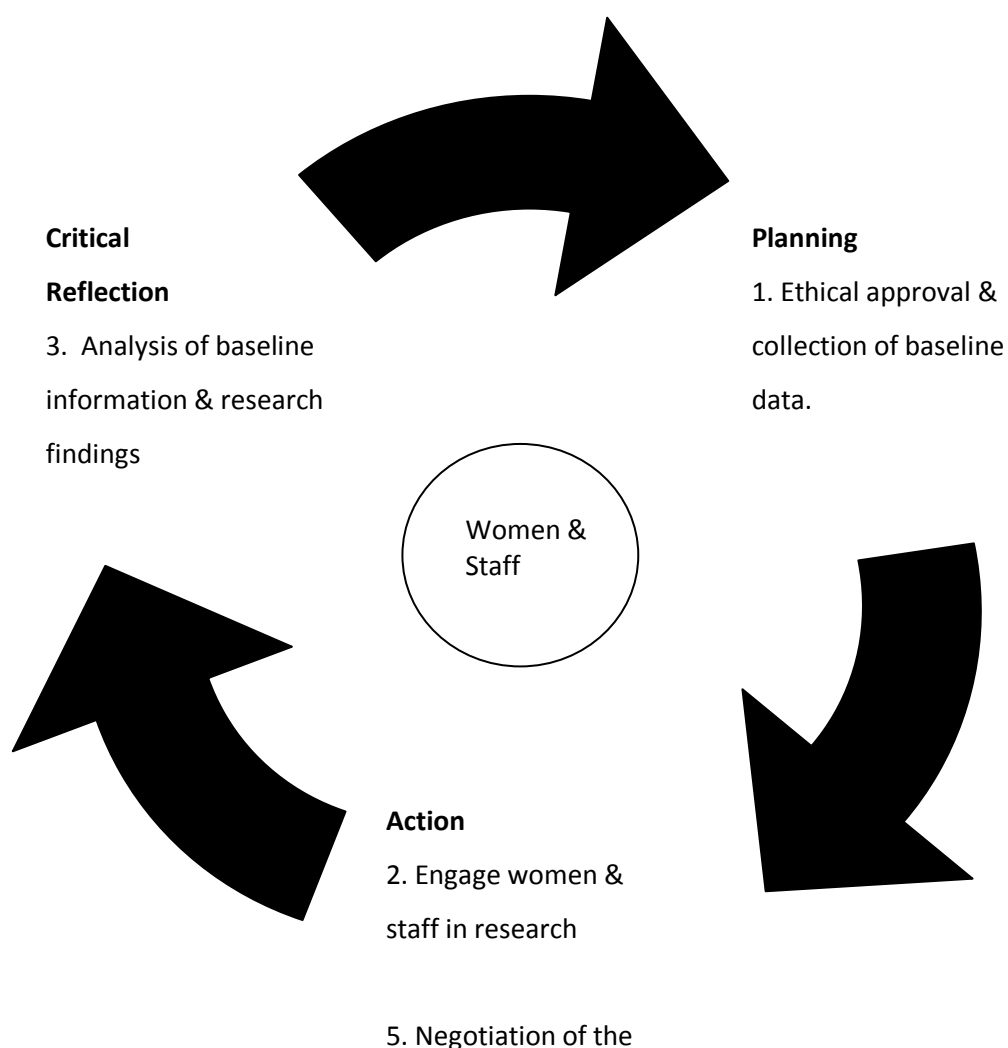 Critical
Reflection
3. Analysis of baseline
information & research
findings
Planning
1. Ethical approval &
collection of baseline
data.
Women &
Staff
Action
2. Engage women &
staff in research
5. Negotiation of the